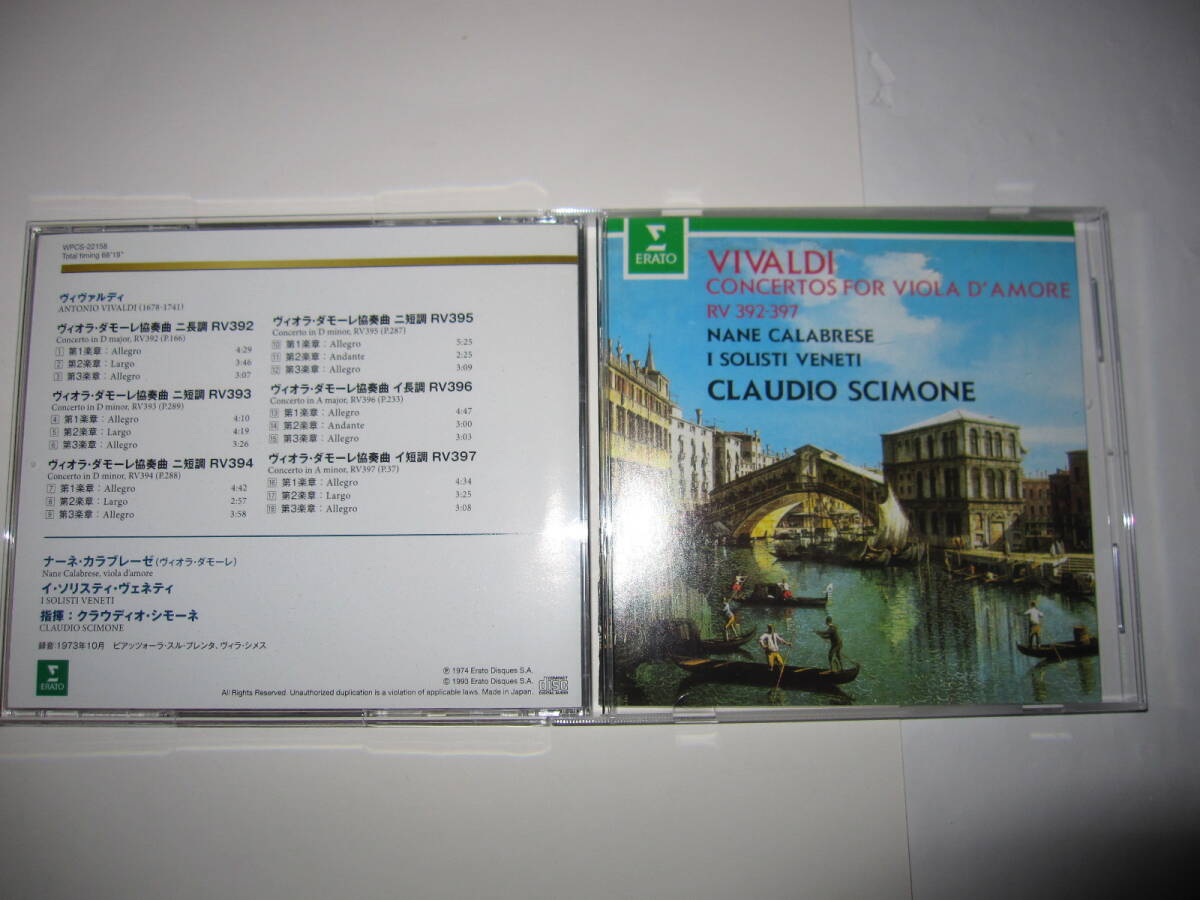 WPCS-22158
Total timing 68'19"
ヴィヴァルディ
ANTONIO VIVALDI (1678-1741)
ヴィオラ・ダモーレ協奏曲 ニ長調 RV392
Concerto in D major, RV392 (P.166)
1 第1楽章：Allegro 4:29
2 第2楽章：Largo 3:46
3 第3楽章：Allegro 3:07
ヴィオラ・ダモーレ協奏曲 ニ短調 RV393
Concerto in D minor, RV393 (P.289)
4 第1楽章：Allegro 4:10
5 第2楽章：Largo 4:19
6 第3楽章：Allegro 3:26
ヴィオラ・ダモーレ協奏曲 ニ短調 RV394
Concerto in D minor, RV394 (P.288)
7 第1楽章：Allegro 4:42
8 第2楽章：Largo 2:57
9 第3楽章：Allegro 3:58
ヴィオラ・ダモーレ協奏曲 ニ短調 RV395
Concerto in D minor, RV395 (P.287)
10 第1楽章：Allegro 5:25
11 第2楽章：Andante 2:25
12 第3楽章：Allegro 3:09
ヴィオラ・ダモーレ協奏曲 イ長調 RV396
Concerto in A major, RV396 (P.233)
13 第1楽章：Allegro 4:47
14 第2楽章：Andante 3:00
15 第3楽章：Allegro 3:03
ヴィオラ・ダモーレ協奏曲 イ短調 RV397
Concerto in A minor, RV397 (P.37)
16 第1楽章：Allegro 4:34
17 第2楽章：Largo 3:25
18 第3楽章：Allegro 3:08
ナーネ・カラブレーゼ（ヴィオラ・ダモーレ）
Nane Calabrese, viola d'amore
イ・ソリスティ・ヴェネティ
I SOLISTI VENETI
指揮：クラウディオ・シモーネ
CLAUDIO SCIMONE
録音：1973年10月 ピアッツォーラ・スル・ブレンタ、ヴィラ・シメス
ERATO
℗ 1974 Erato Disques S.A.
© 1993 Erato Disques S.A.
All Rights Reserved. Unauthorized duplication is a violation of applicable laws. Made in Japan.
COMPACT
disc
DIGITAL AUDIO
ERATO
VIVALDI
CONCERTOS FOR VIOLA D'AMORE
RV 392-397
NANE CALABRESE
I SOLISTI VENETI
CLAUDIO SCIMONE